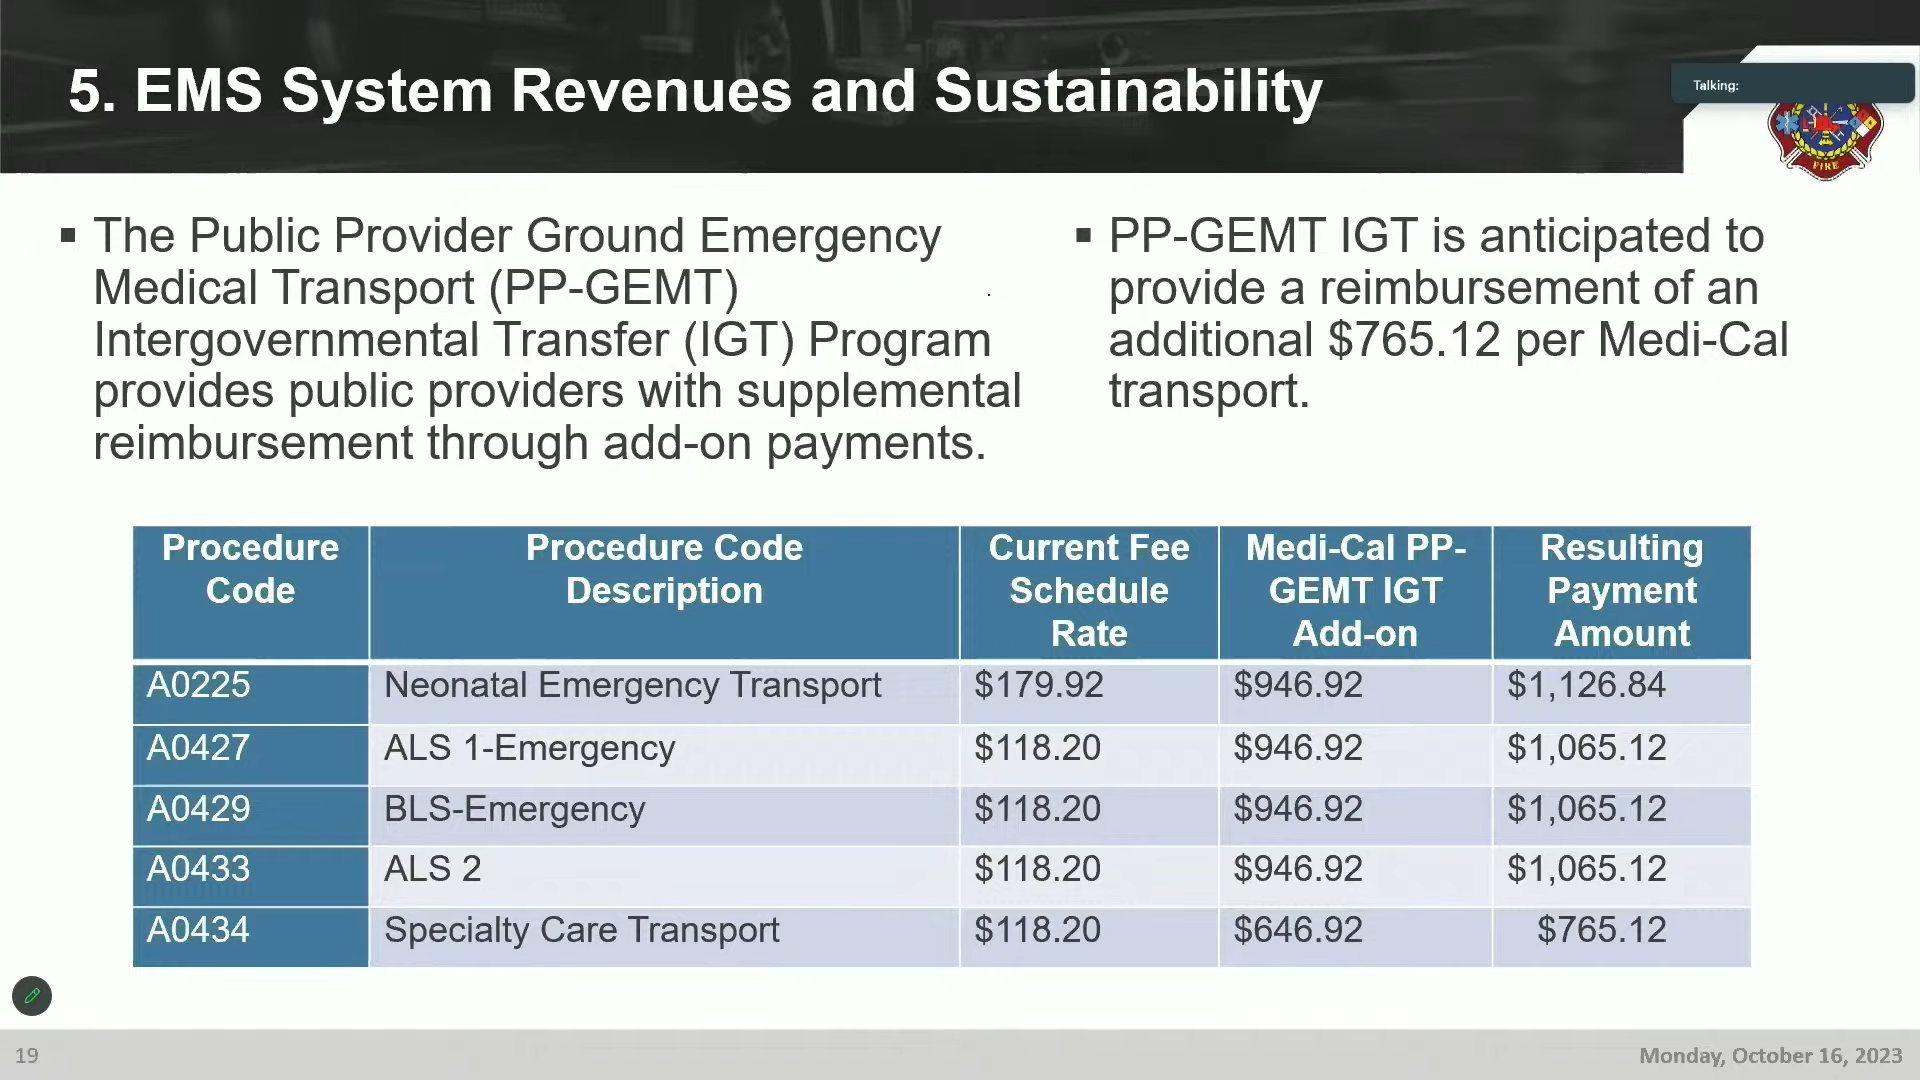 5. EMS System Revenues and Sustainability
Talking:
FIRE
▪ The Public Provider Ground Emergency
Medical Transport (PP-GEMT)
Intergovernmental Transfer (IGT) Program
provides public providers with supplemental
reimbursement through add-on payments.
▪ PP-GEMT IGT is anticipated to
provide a reimbursement of an
additional $765.12 per Medi-Cal
transport.
Procedure Code | Procedure Code Description | Current Fee Schedule Rate | Medi-Cal PP-GEMT IGT Add-on | Resulting Payment Amount
A0225 | Neonatal Emergency Transport | $179.92 | $946.92 | $1,126.84
A0427 | ALS 1-Emergency | $118.20 | $946.92 | $1,065.12
A0429 | BLS-Emergency | $118.20 | $946.92 | $1,065.12
A0433 | ALS 2 | $118.20 | $946.92 | $1,065.12
A0434 | Specialty Care Transport | $118.20 | $646.92 | $765.12
19
Monday, October 16, 2023